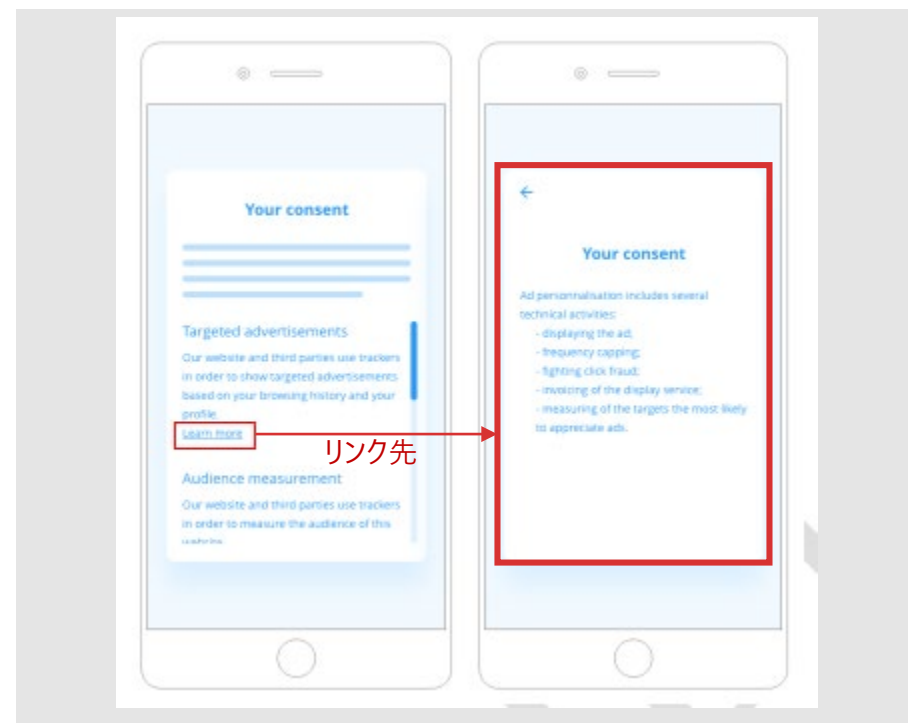 Your consent
Targeted advertisements
Our website and third parties use trackers
in order to show targeted advertisements
based on your browsing history and your
profile.
Learn more
Audience measurement
Our website and third parties use trackers
in order to measure the audience of this
website
リンク先
←
Your consent
Ad personnalisation includes several
technical activities:
- displaying the ad;
- frequency capping;
- fighting click fraud;
- invoicing of the display service;
- measuring of the targets the most likely
to appreciate ads.